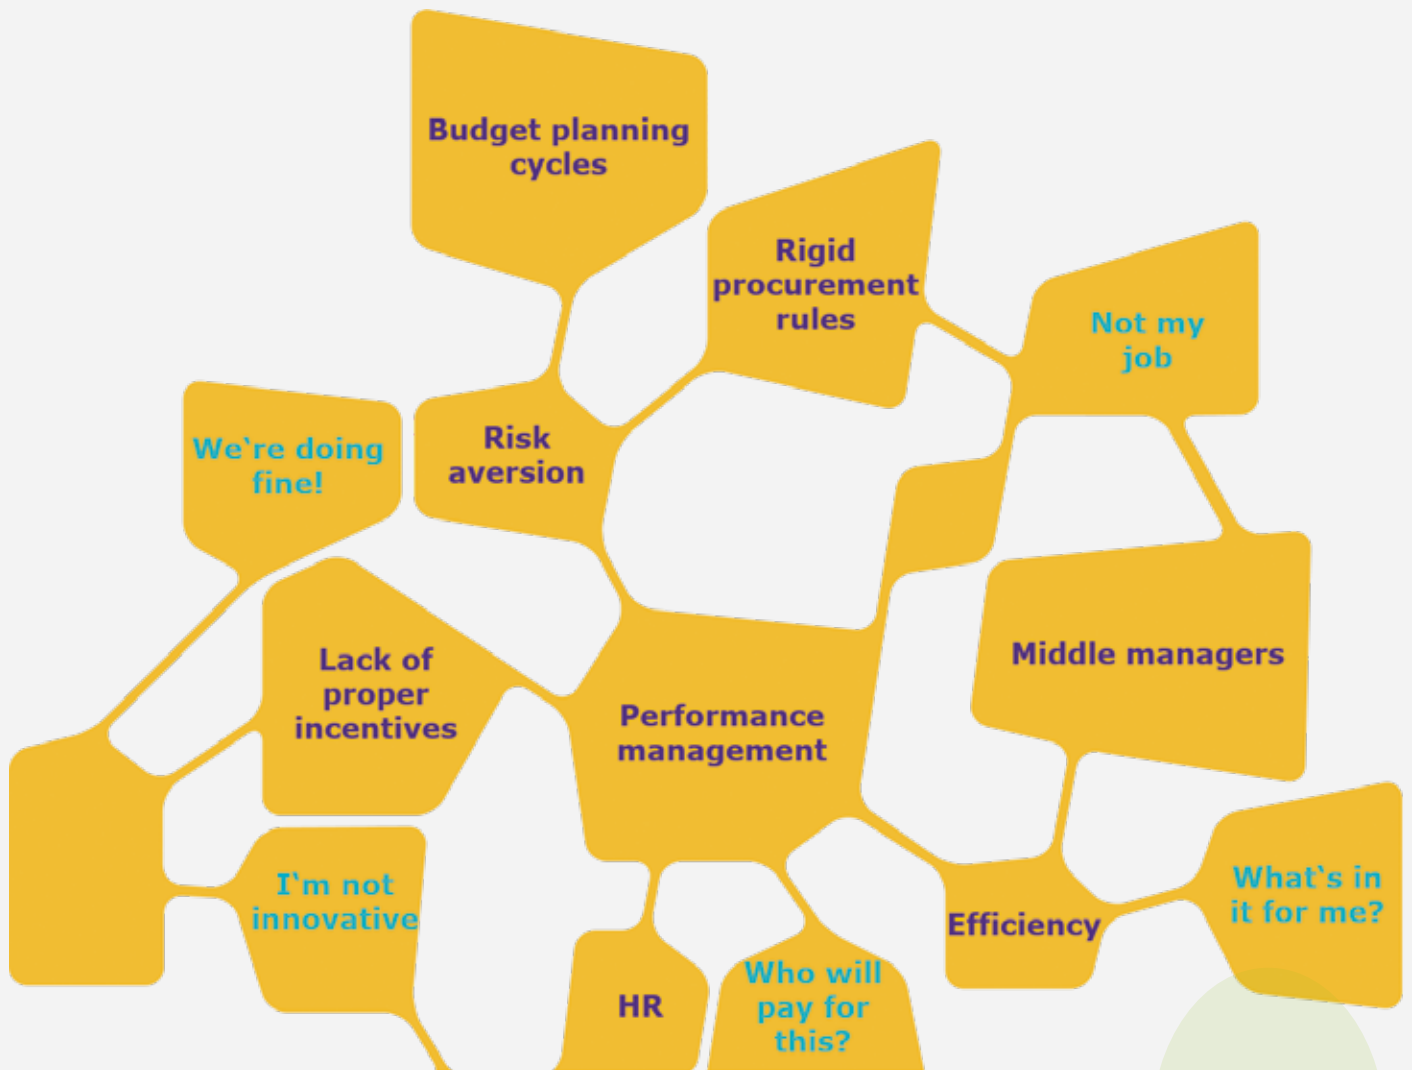 Budget planning
cycles
Rigid
procurement
rules
Not my
job
We're doing
fine!
Risk
aversion
Lack of
proper
incentives
Middle managers
Performance
management
I'm not
innovative
What's in
it for me?
Efficiency
HR
Who will
pay for
this?